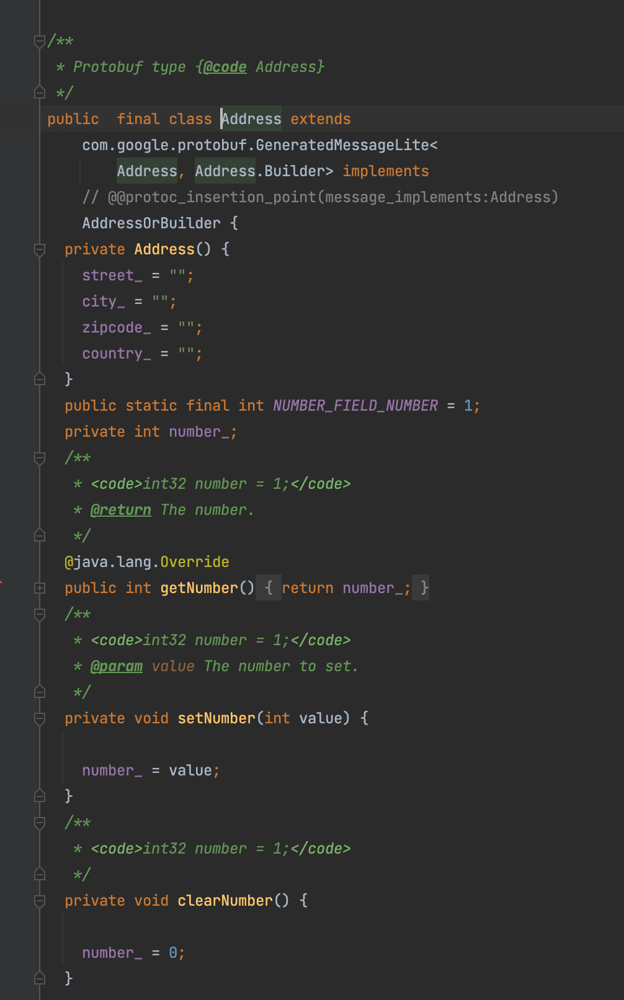 /**
 * Protobuf type {@code Address}
 */
public  final class Address extends
    com.google.protobuf.GeneratedMessageLite<
        Address, Address.Builder> implements
    // @@protoc_insertion_point(message_implements:Address)
    AddressOrBuilder {
  private Address() {
    street_ = "";
    city_ = "";
    zipcode_ = "";
    country_ = "";
  }
  public static final int NUMBER_FIELD_NUMBER = 1;
  private int number_;
  /**
   * <code>int32 number = 1;</code>
   * @return The number.
   */
  @java.lang.Override
  public int getNumber() { return number_; }
  /**
   * <code>int32 number = 1;</code>
   * @param value The number to set.
   */
  private void setNumber(int value) {

    number_ = value;
  }
  /**
   * <code>int32 number = 1;</code>
   */
  private void clearNumber() {

    number_ = 0;
  }